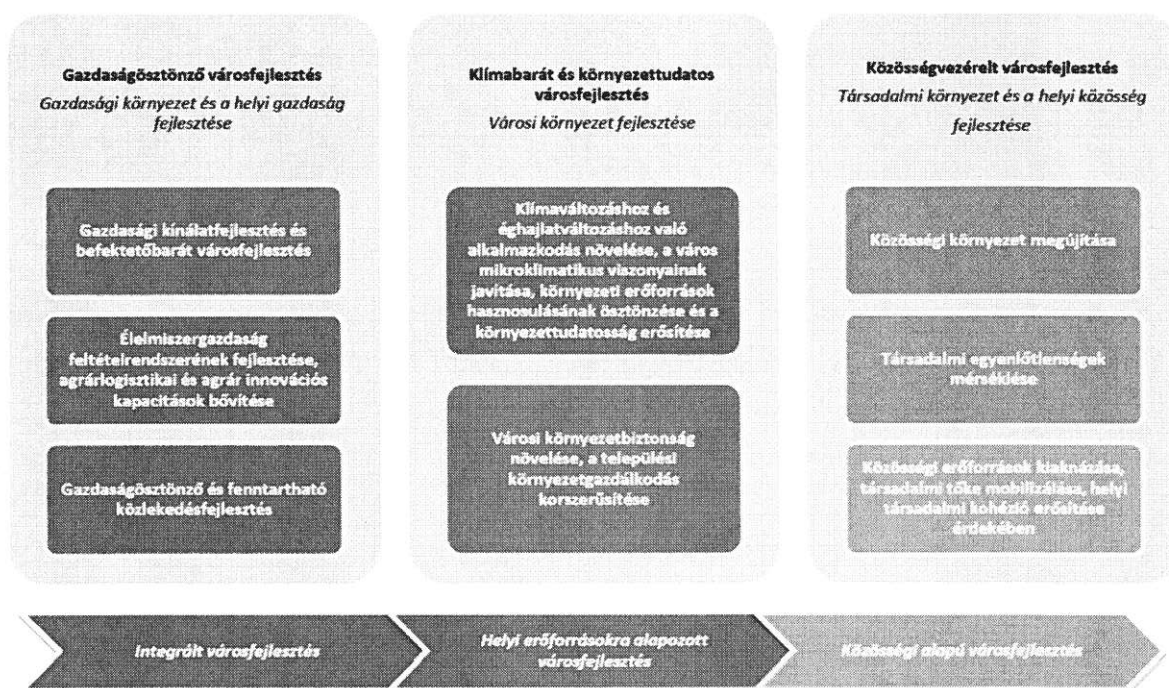 Gazdaságösztönző városfejlesztés
Gazdasági környezet és a helyi gazdaság
fejlesztése
Gazdasági kínálatfejlesztés és
befektetőbarát városfejlesztés
Élelmiszergazdaság
feltételrendszerének fejlesztése,
agrárlogisztikai és agrár innovációs
kapacitások bővítése
Gazdaságösztönző és fenntartható
közlekedésfejlesztés
Klímabarát és környezettudatos
városfejlesztés
Városi környezet fejlesztése
Klímaváltozáshoz és
éghajlatváltozáshoz való
alkalmazkodás növelése, a város
mikroklimatikus viszonyainak
javítása, környezeti erőforrások
hasznosulásának ösztönzése és a
környezettudatosság erősítése
Városi környezetbiztonság
növelése, a települési
környezetgazdálkodás
korszerűsítése
Közösségvezérelt városfejlesztés
Társadalmi környezet és a helyi közösség
fejlesztése
Közösségi környezet megújítása
Társadalmi egyenlőtlenségek
mérséklése
Közösségi erőforrások kiaknázása,
társadalmi tőke mobilizálása, helyi
társadalmi kohézió erősítése
érdekében
Integrált városfejlesztés
Helyi erőforrásokra alapozott
városfejlesztés
Közösségi alapú városfejlesztés